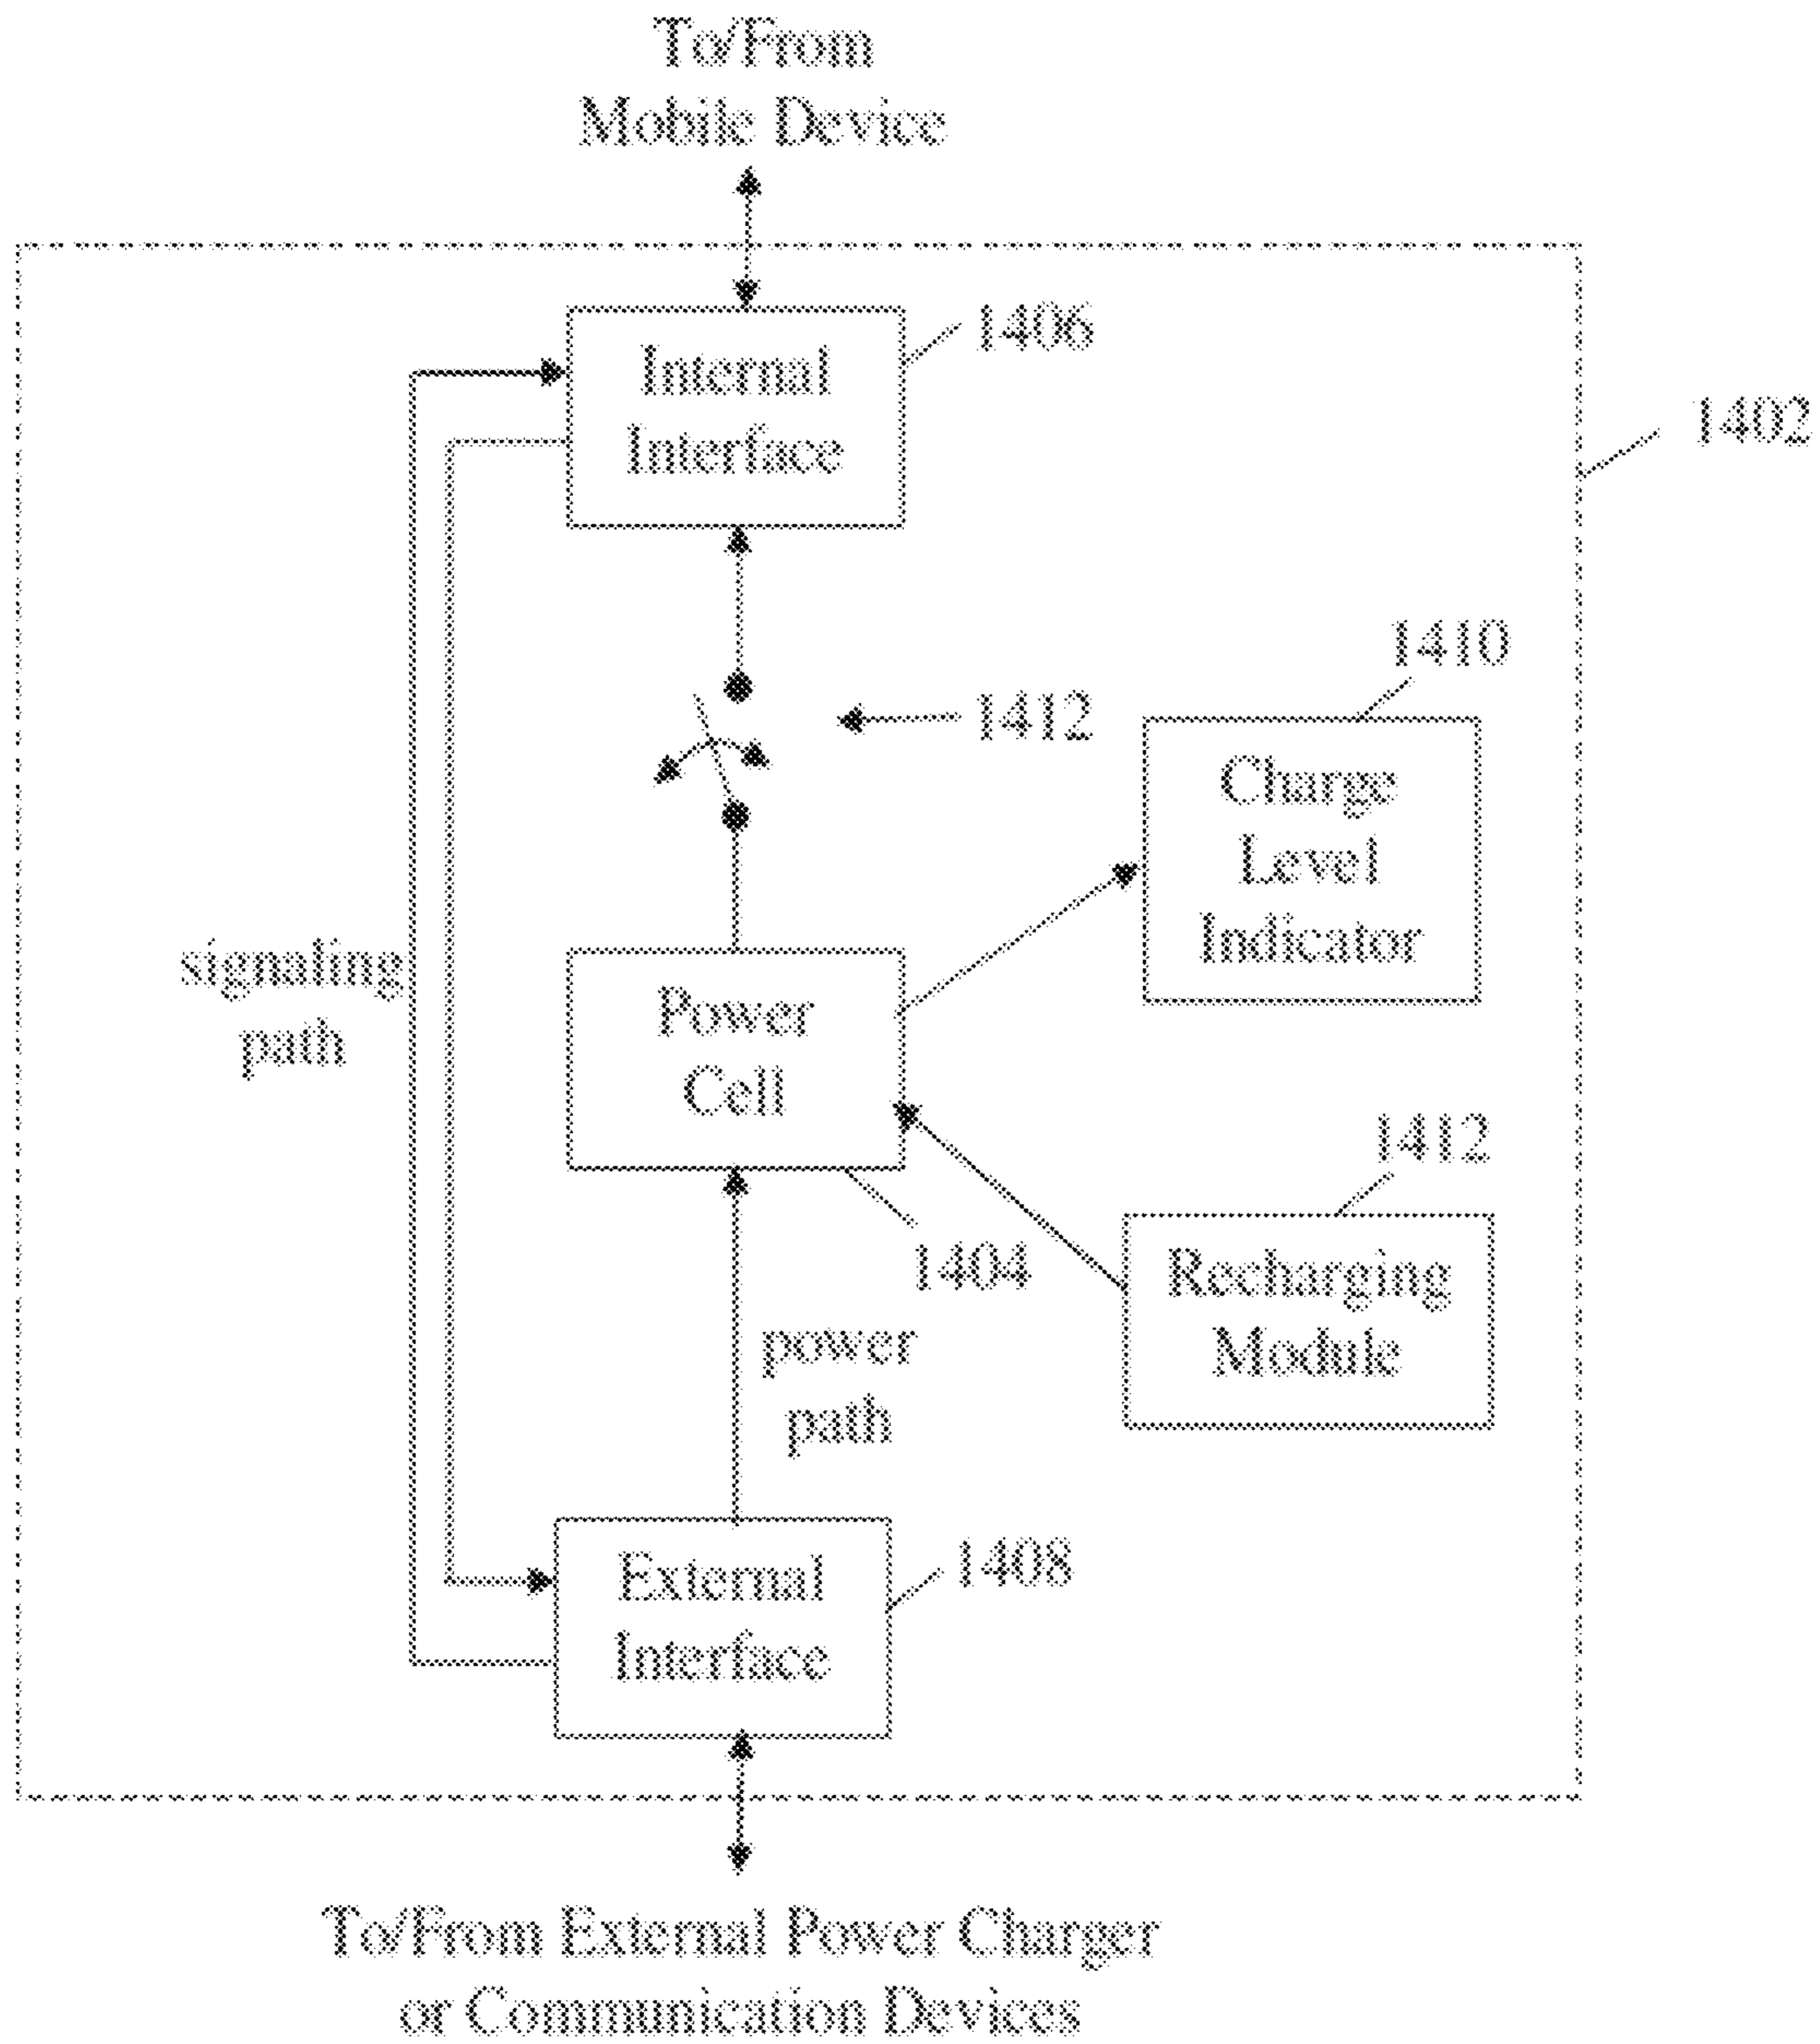 To/From
Mobile Device
1406
Internal
Interface
1402
1410
1412
Charge
Level
Indicator
signaling
path
Power
Cell
1412
1404
Recharging
Module
power
path
External
Interface
1408
To/From External Power Charger
or Communication Devices